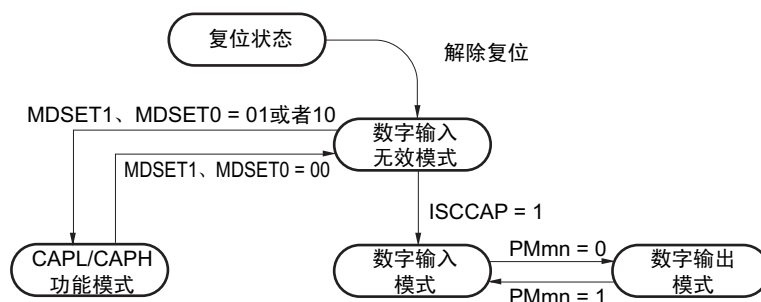 复位状态
解除复位
MDSET1、MDSET0 = 01或者10
数字输入
无效模式
MDSET1、MDSET0 = 00
ISCCAP = 1
CAPL/CAPH
功能模式
数字输入
模式
PMmn = 0
PMmn = 1
数字输出
模式